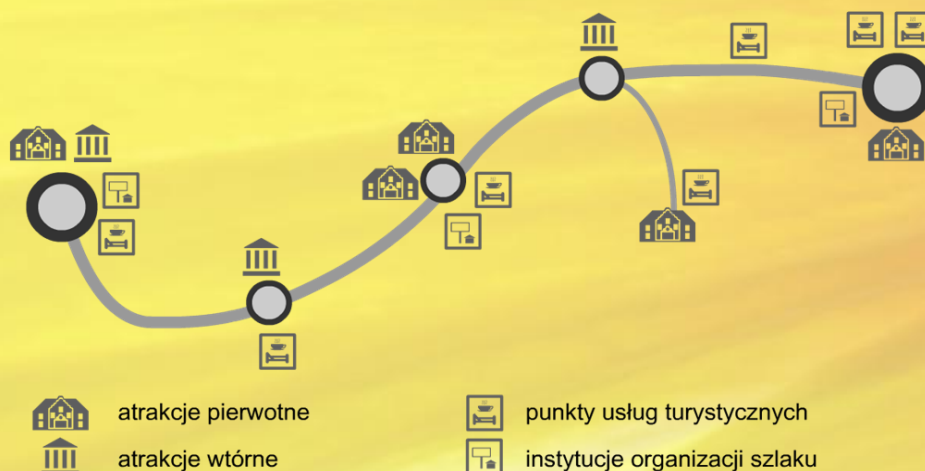 atrakcje pierwotne
punkty usług turystycznych
atrakcje wtórne
instytucje organizacji szlaku